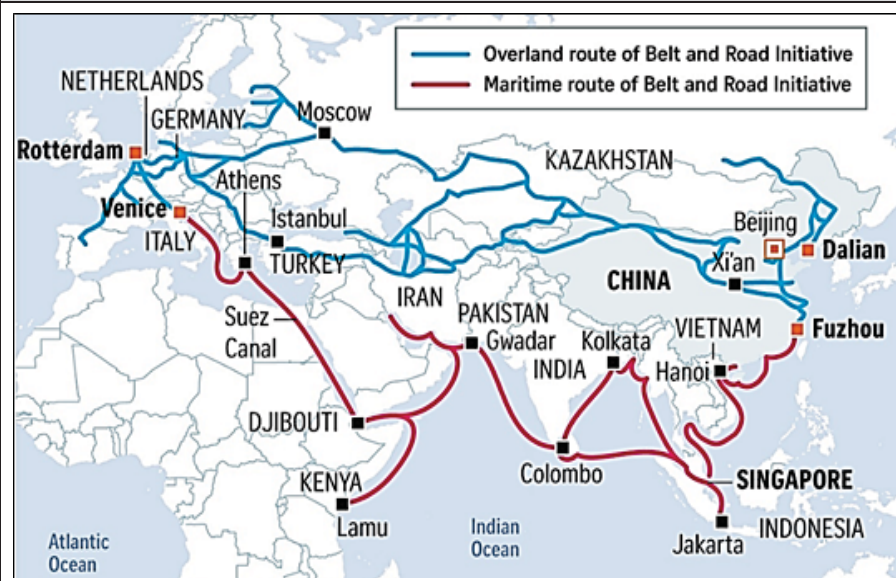 Overland route of Belt and Road Initiative
Maritime route of Belt and Road Initiative
NETHERLANDS
GERMANY
Moscow
Rotterdam
KAZAKHSTAN
Athens
Venice
Istanbul
Beijing
ITALY
TURKEY
Xi'an
Dalian
CHINA
IRAN
Suez
Canal
PAKISTAN
Gwadar
Kolkata
VIETNAM
Fuzhou
INDIA
Hanoi
DJIBOUTI
Colombo
KENYA
SINGAPORE
Lamu
Atlantic
Ocean
Indian
Ocean
Jakarta
INDONESIA